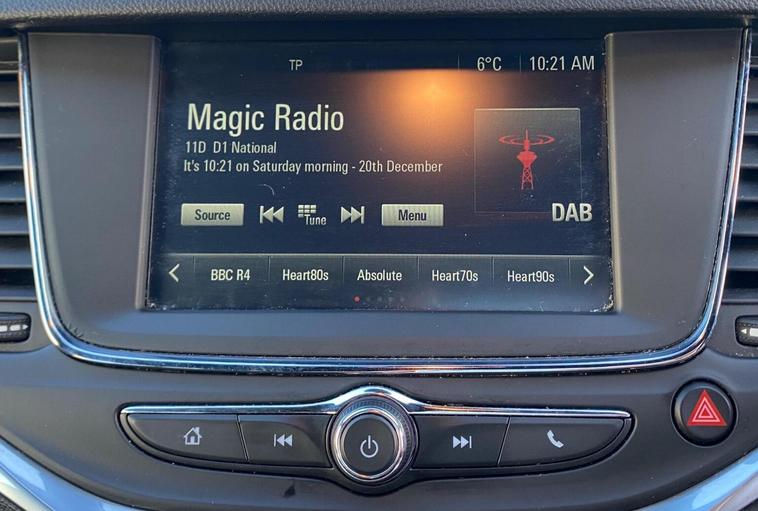 TP 6°C 10:21 AM
Magic Radio
11D D1 National
It's 10:21 on Saturday morning - 20th December
Source Tune Menu
DAB
BBC R4 Heart80s Absolute Heart70s Heart90s